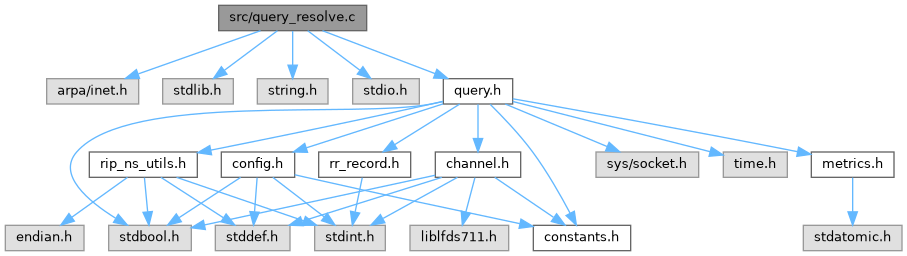 src/query_resolve.c
arpa/inet.h
stdlib.h
string.h
stdio.h
query.h
rip_ns_utils.h
config.h
rr_record.h
channel.h
sys/socket.h
time.h
metrics.h
endian.h
stdbool.h
stddef.h
stdint.h
liblfds711.h
constants.h
stdatomic.h